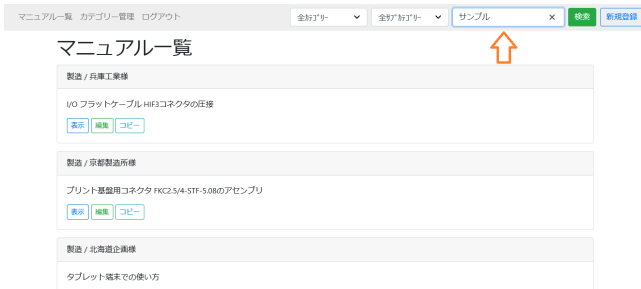 マニュアル一覧 カテゴリー管理 ログアウト 全ｶﾃｺﾞﾘｰ 全ｻﾌﾞｶﾃｺﾞﾘｰ サンプル × 検索 新規登録
マニュアル一覧
製造 / 兵庫工業様
I/O フラットケーブル HIF3コネクタの圧接
表示 編集 コピー
製造 / 京都製造所様
プリント基盤用コネクタ FKC2.5/4-STF-5.08のアセンブリ
表示 編集 コピー
製造 / 北海道企画様
タブレット端末での使い方